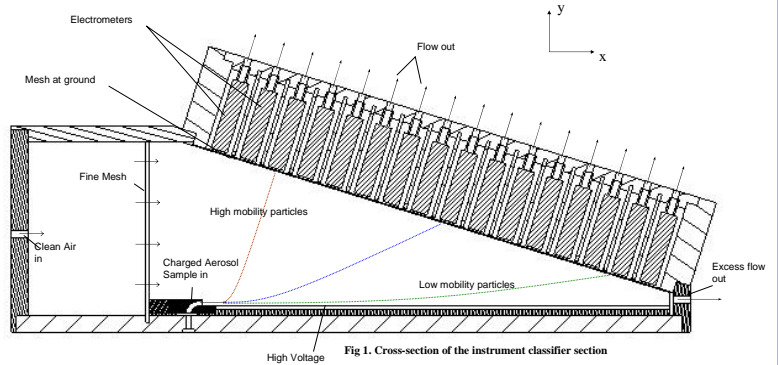 y
x
Electrometers
Flow out
Mesh at ground
Fine Mesh
High mobility particles
Clean Air
in
Charged Aerosol
Sample in
Low mobility particles
Excess flow
out
High Voltage
Fig 1. Cross-section of the instrument classifier section